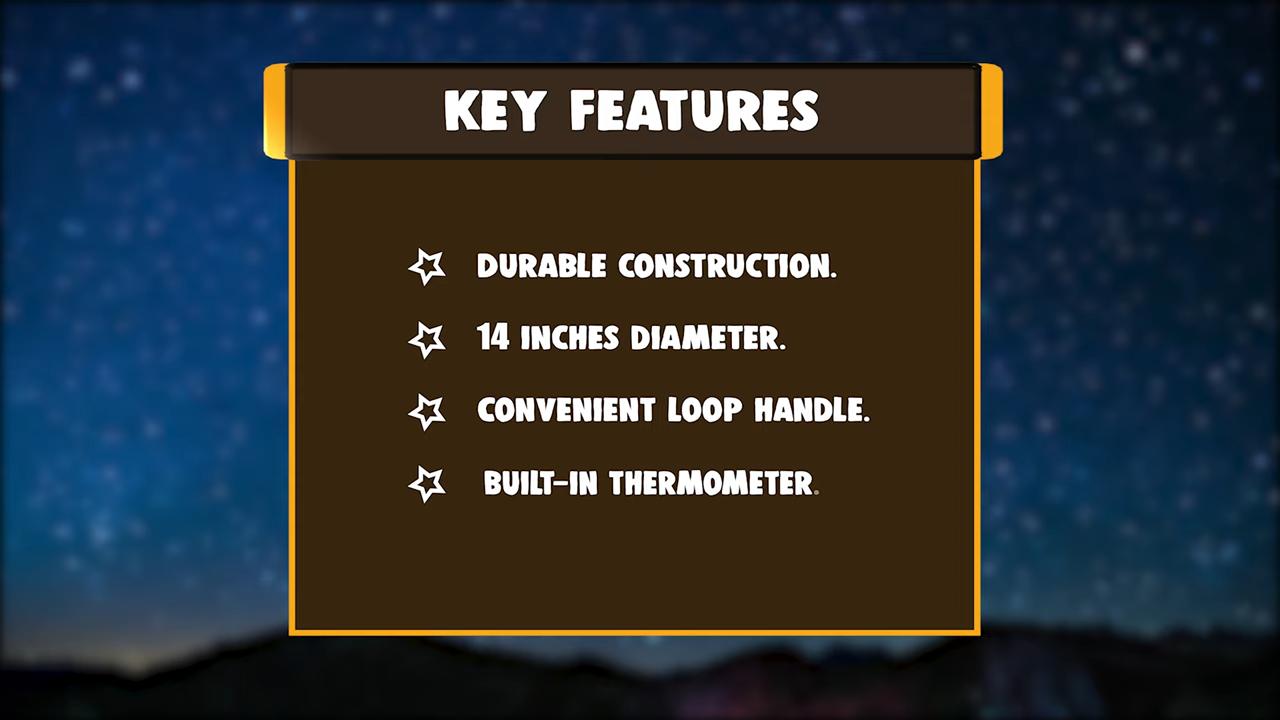 KEY FEATURES
DURABLE CONSTRUCTION.
14 INCHES DIAMETER.
CONVENIENT LOOP HANDLE.
BUILT-IN THERMOMETER.